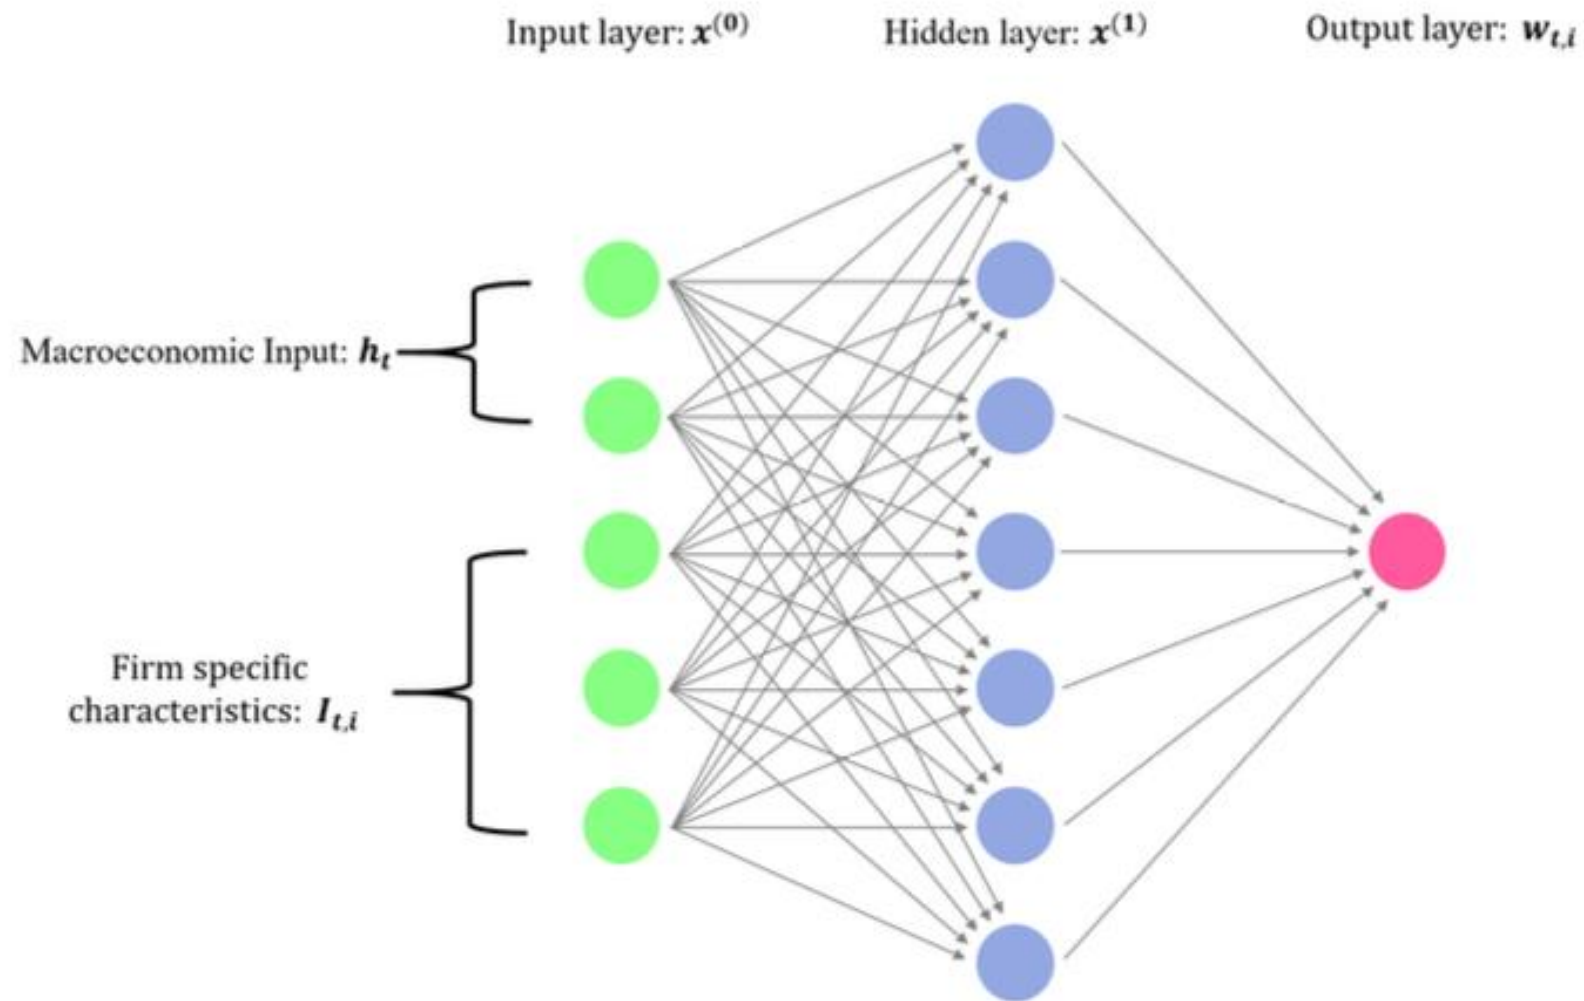 Input layer: x⁽⁰⁾
Hidden layer: x⁽¹⁾
Output layer: w_{t,i}
Macroeconomic Input: h_t
Firm specific
characteristics: I_{t,i}